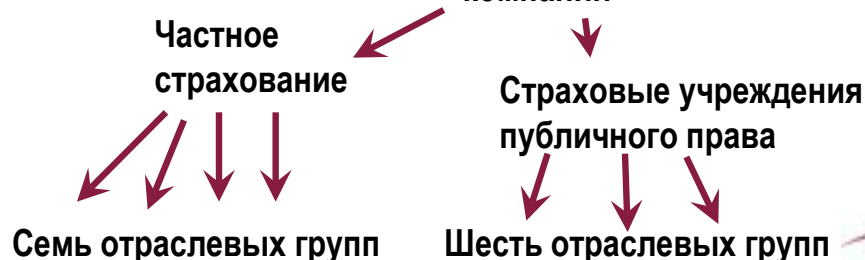 Частное
страхование
Страховые учреждения
публичного права
Семь отраслевых групп
Шесть отраслевых групп